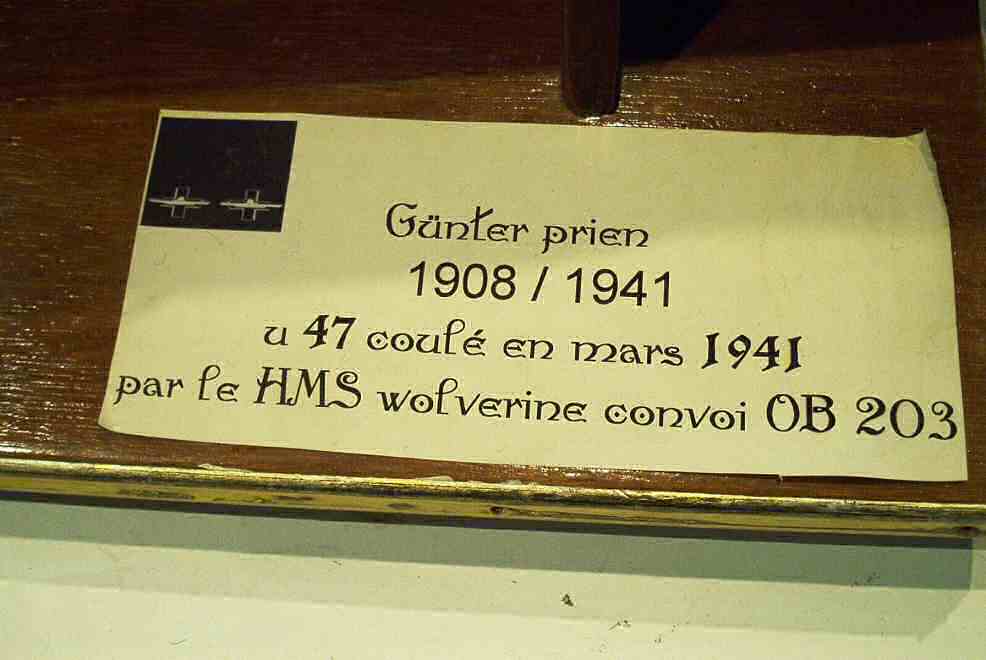 Günter prien
1908 / 1941
u 47 coulé en mars 1941
par le HMS wolverine convoi OB 203